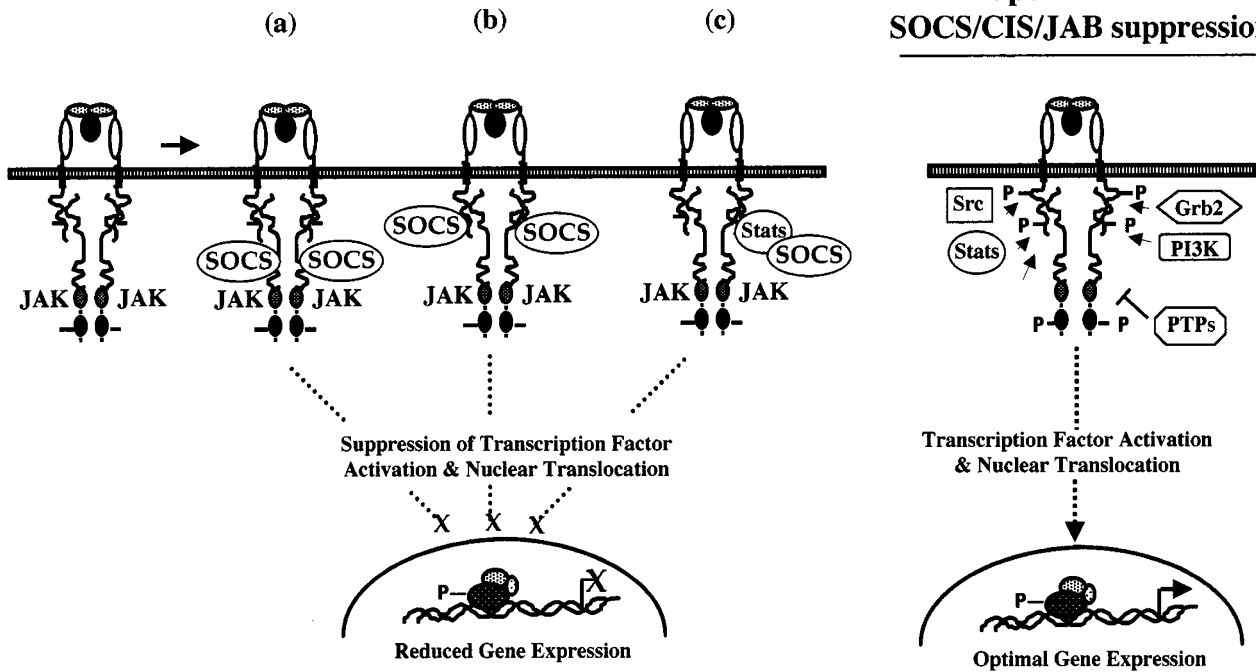 (a)
(b)
(c)
SOCS/CIS/JAB suppression
SOCS
SOCS
SOCS
SOCS
Stats
SOCS
JAK
JAK
JAK
JAK
JAK
JAK
JAK
JAK
Suppression of Transcription Factor
Activation & Nuclear Translocation
X
X
X
P
X
Reduced Gene Expression
Src
P
P
Grb2
Stats
P
P
PI3K
P
P
PTPs
Transcription Factor Activation
& Nuclear Translocation
P
Optimal Gene Expression